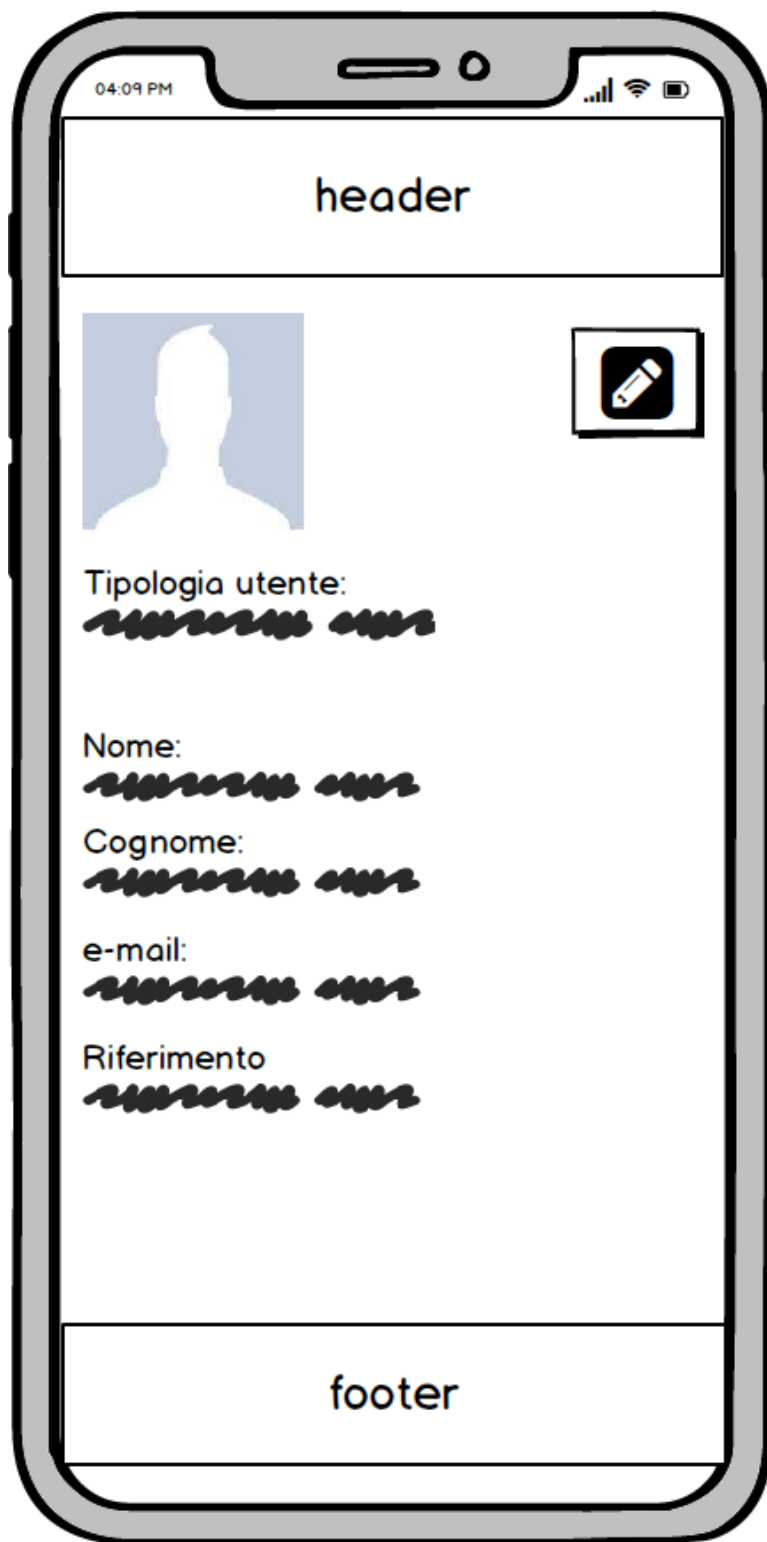 04:09 PM
header
Tipologia utente:
Nome:
Cognome:
e-mail:
Riferimento
footer